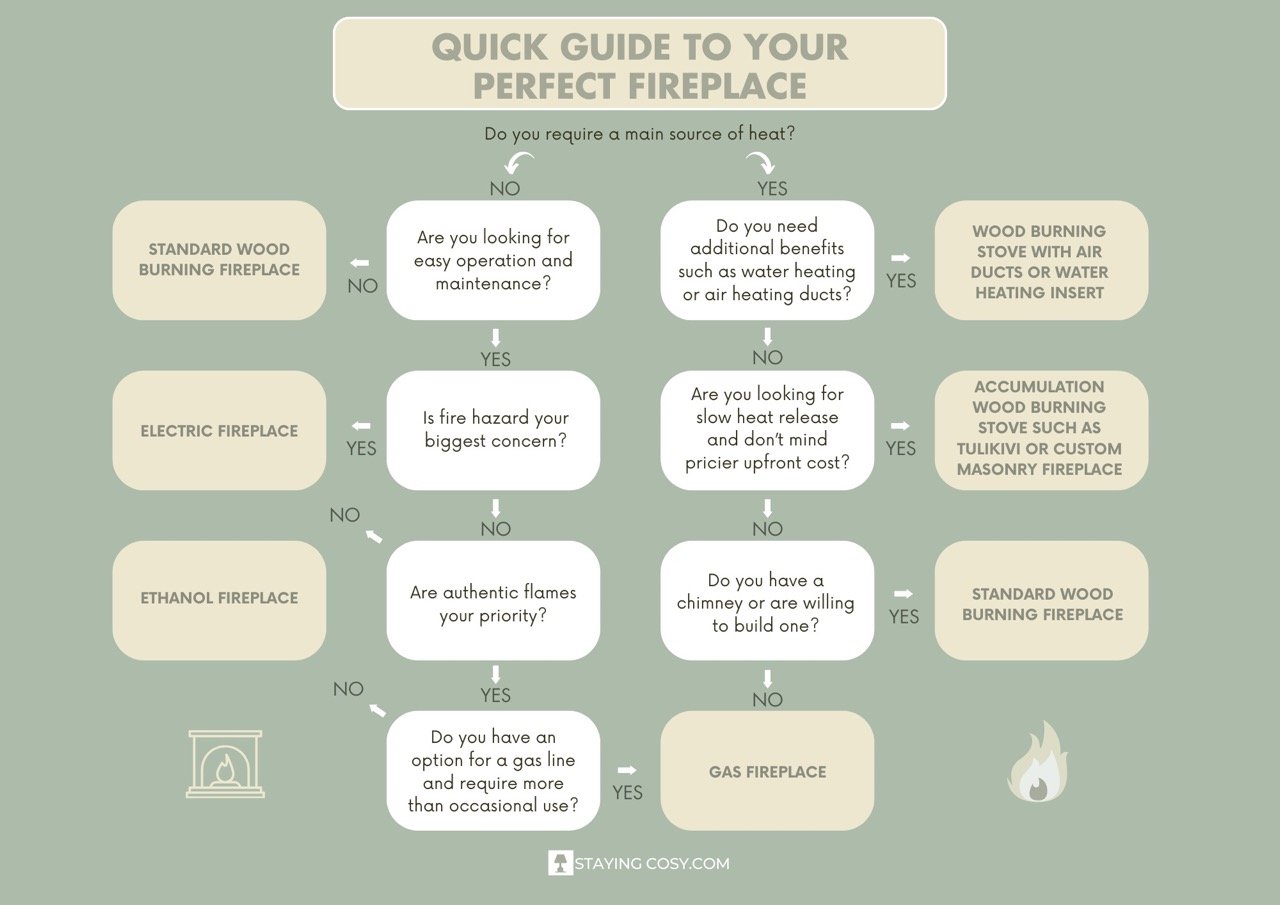 QUICK GUIDE TO YOUR
PERFECT FIREPLACE
Do you require a main source of heat?
NO
YES
STANDARD WOOD
BURNING FIREPLACE
NO
Are you looking for
easy operation and
maintenance?
Do you need
additional benefits
such as water heating
or air heating ducts?
YES
WOOD BURNING
STOVE WITH AIR
DUCTS OR WATER
HEATING INSERT
YES
NO
ELECTRIC FIREPLACE
YES
Is fire hazard your
biggest concern?
Are you looking for
slow heat release
and don't mind
pricier upfront cost?
YES
ACCUMULATION
WOOD BURNING
STOVE SUCH AS
TULIKIVI OR CUSTOM
MASONRY FIREPLACE
NO
NO
NO
ETHANOL FIREPLACE
Are authentic flames
your priority?
Do you have a
chimney or are willing
to build one?
YES
STANDARD WOOD
BURNING FIREPLACE
NO
YES
NO
Do you have an
option for a gas line
and require more
than occasional use?
YES
GAS FIREPLACE
STAYING COSY.COM